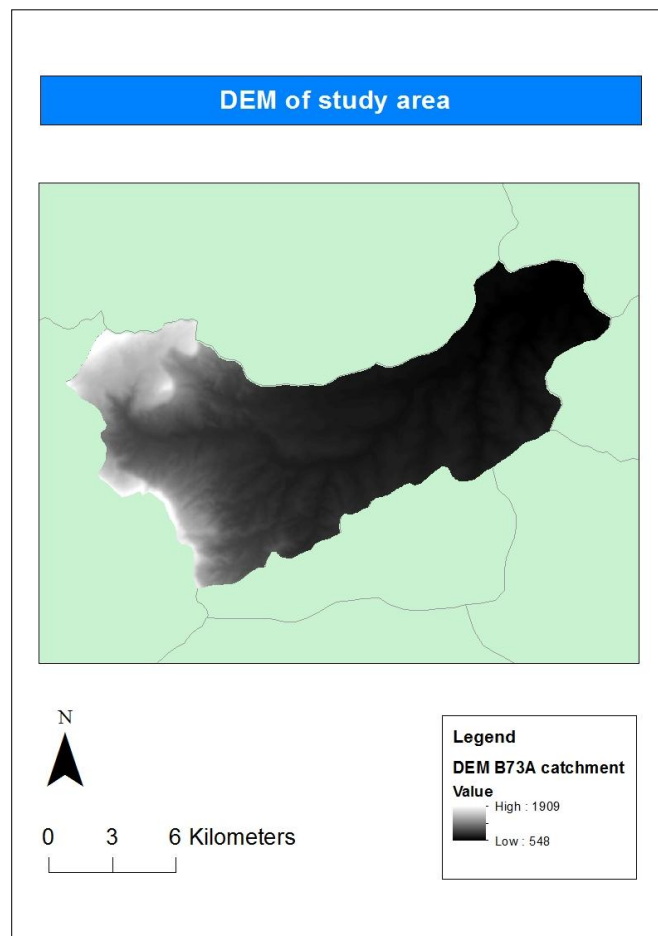 DEM of study area
N
0 3 6 Kilometers
Legend
DEM B73A catchment
Value
High : 1909
Low : 548